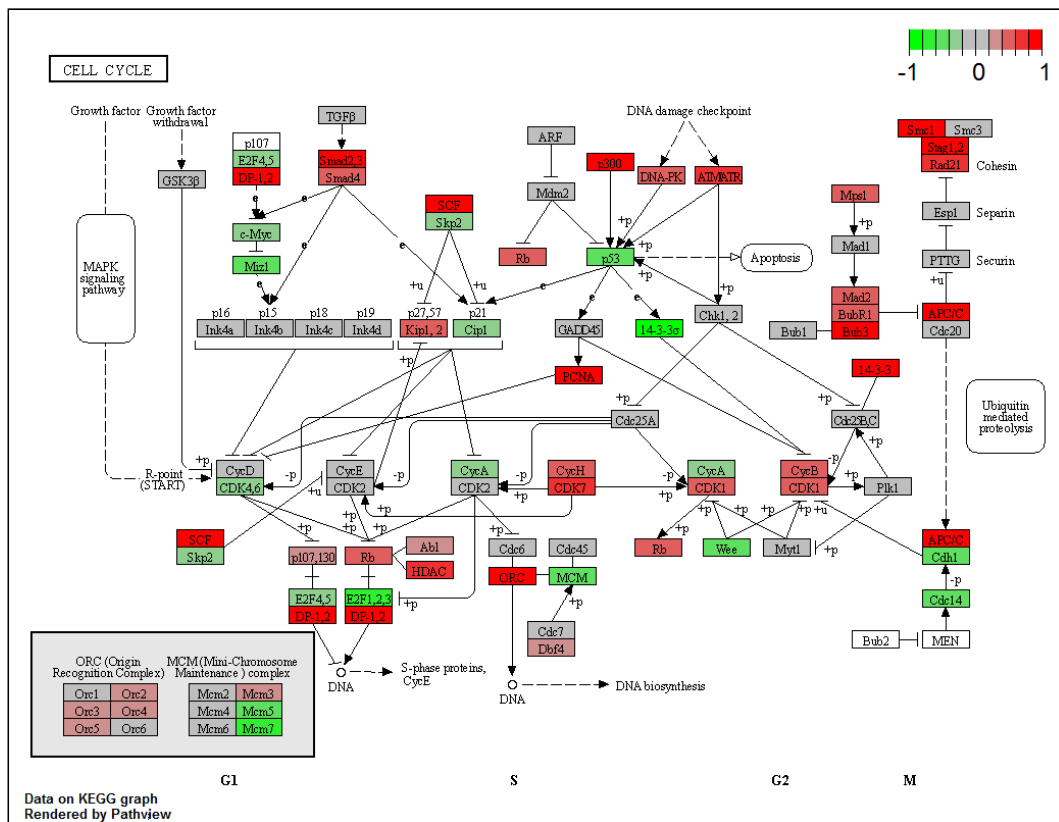 -1 0 1
CELL CYCLE
Growth factor
Growth factor
withdrawal
TGFβ
DNA damage checkpoint
p107
E2F4,5
DP-1,2
Smad2,3
Smad4
GSK3β
ARF
p300
DNA-PK
ATM/ATR
Smc1
Smc3
Stag1,2
Rad21
Cohesin
Mdm2
SCF
Skp2
Mps1
Esp1
Separin
c-Myc
Miz1
e
e
e
e
e
e
e
+p
+p
+p
+p
+p
Rb
p53
Apoptosis
Mad1
PTTG
Securin
MAPK
signaling
pathway
+u
+u
+u
Mad2
BubR1
Bub3
Bub1
APC/C
Cdc20
p16
Ink4a
p15
Ink4b
p18
Ink4c
p19
Ink4d
p27,57
Kip1, 2
p21
Cip1
GADD45
14-3-3σ
Chk1, 2
+p
PCNA
14-3-3
Ubiquitin
mediated
proteolysis
+p
+p
Cdc25A
Cdc25B,C
R-point
(START)
+p
CycD
CDK4,6
-p
CycE
CDK2
-p
CycA
CDK2
-p
+p
CycH
CDK7
-p
+p
CycA
CDK1
CycB
CDK1
-p
+p
+p
Plk1
+u
+p
+p
+p
+p
+p
+p
+p
+p
+p
+u
+p
SCF
Skp2
p107,130
Rb
Abl
HDAC
Cdc6
Cdc45
ORC
MCM
Rb
Wee
Myt1
APC/C
Cdh1
-p
Cdc14
E2F4,5
DP-1,2
E2F1,2,3
DP-1,2
+p
+p
Cdc7
Dbf4
Bub2
MEN
DNA
S-phase proteins,
CycE
DNA
DNA biosynthesis
ORC (Origin
Recognition Complex)
MCM (Mini-Chromosome
Maintenance ) complex
Orc1 Orc2
Orc3 Orc4
Orc5 Orc6
Mcm2 Mcm3
Mcm4 Mcm5
Mcm6 Mcm7
G1 S G2 M
Data on KEGG graph
Rendered by Pathview